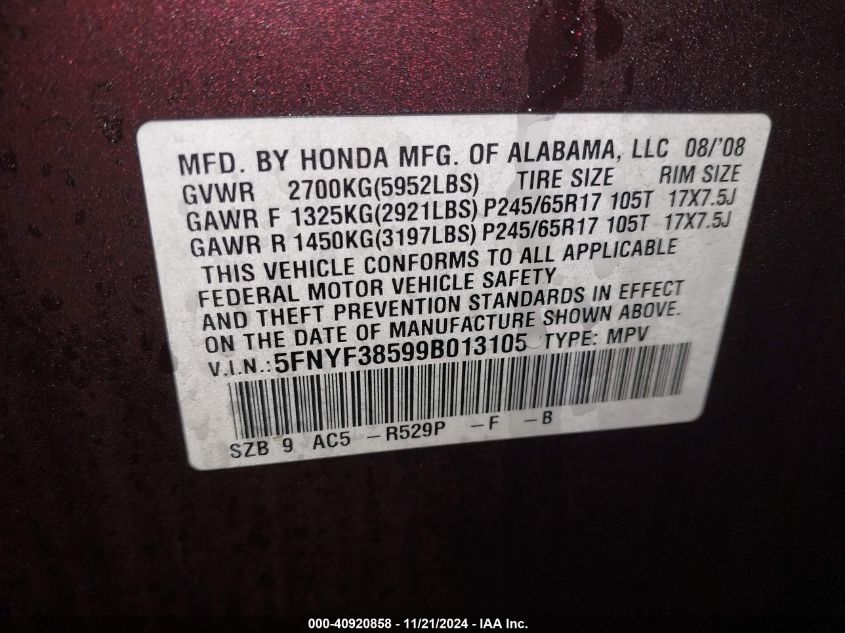 MFD. BY HONDA MFG. OF ALABAMA, LLC 08/'08
GVWR 2700KG(5952LBS) TIRE SIZE RIM SIZE
GAWR F 1325KG(2921LBS) P245/65R17 105T 17X7.5J
GAWR R 1450KG(3197LBS) P245/65R17 105T 17X7.5J
THIS VEHICLE CONFORMS TO ALL APPLICABLE
FEDERAL MOTOR VEHICLE SAFETY
AND THEFT PREVENTION STANDARDS IN EFFECT
ON THE DATE OF MANUFACTURE SHOWN ABOVE.
V.I.N.:5FNYF38599B013105 TYPE: MPV
SZB 9 AC5 -R529P -F -B
000-40920858 - 11/21/2024 - IAA Inc.